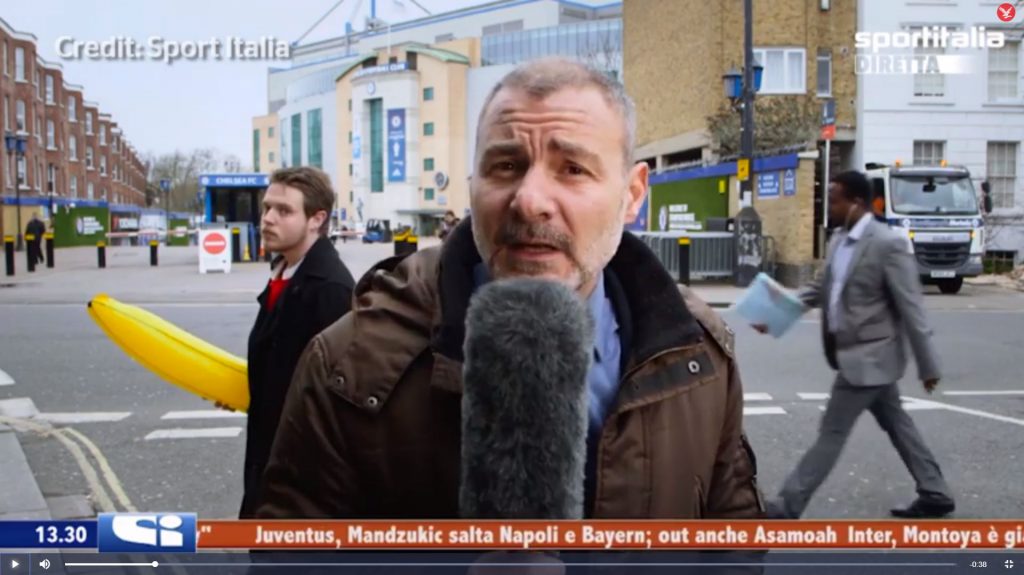 Credit: Sport Italia
sportitalia
DIRETTA
CHELSEA FC
13.30
SI
y" Juventus, Mandzukic salta Napoli e Bayern; out anche Asamoah Inter, Montoya è gi
-0:38